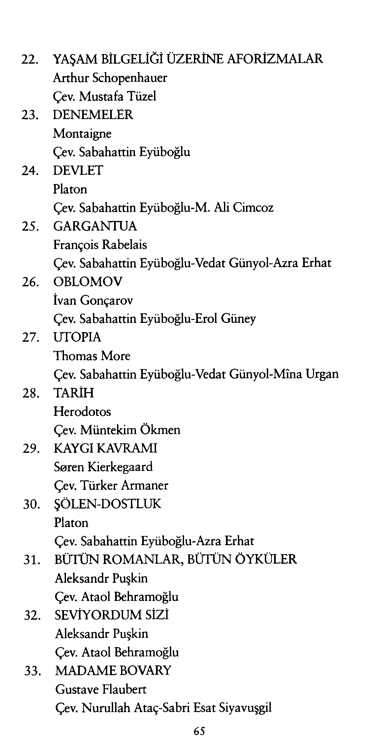 22. YAŞAM BİLGELİĞİ ÜZERİNE AFORİZMALAR
Arthur Schopenhauer
Çev. Mustafa Tüzel
23. DENEMELER
Montaigne
Çev. Sabahattin Eyüboğlu
24. DEVLET
Platon
Çev. Sabahattin Eyüboğlu-M. Ali Cimcoz
25. GARGANTUA
François Rabelais
Çev. Sabahattin Eyüboğlu-Vedat Günyol-Azra Erhat
26. OBLOMOV
İvan Gonçarov
Çev. Sabahattin Eyüboğlu-Erol Güney
27. UTOPIA
Thomas More
Çev. Sabahattin Eyüboğlu-Vedat Günyol-Mîna Urgan
28. TARİH
Herodotos
Çev. Müntekim Ökmen
29. KAYGI KAVRAMI
Søren Kierkegaard
Çev. Türker Armaner
30. ŞÖLEN-DOSTLUK
Platon
Çev. Sabahattin Eyüboğlu-Azra Erhat
31. BÜTÜN ROMANLAR, BÜTÜN ÖYKÜLER
Aleksandr Puşkin
Çev. Ataol Behramoğlu
32. SEVİYORDUM SİZİ
Aleksandr Puşkin
Çev. Ataol Behramoğlu
33. MADAME BOVARY
Gustave Flaubert
Çev. Nurullah Ataç-Sabri Esat Siyavuşgil
65